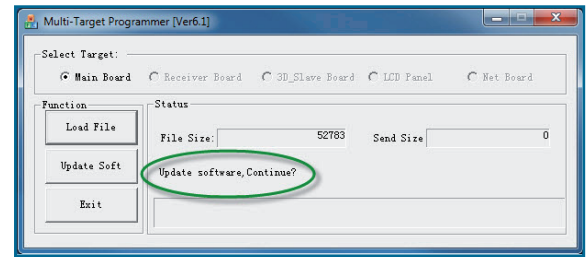 Multi-Target Programmer [Ver6.1]
Select Target:
Main Board Receiver Board 3D_Slave Board LCD Panel Net Board
Function
Load File
Update Soft
Exit
Status
File Size: 52783 Send Size 0
Update software,Continue?